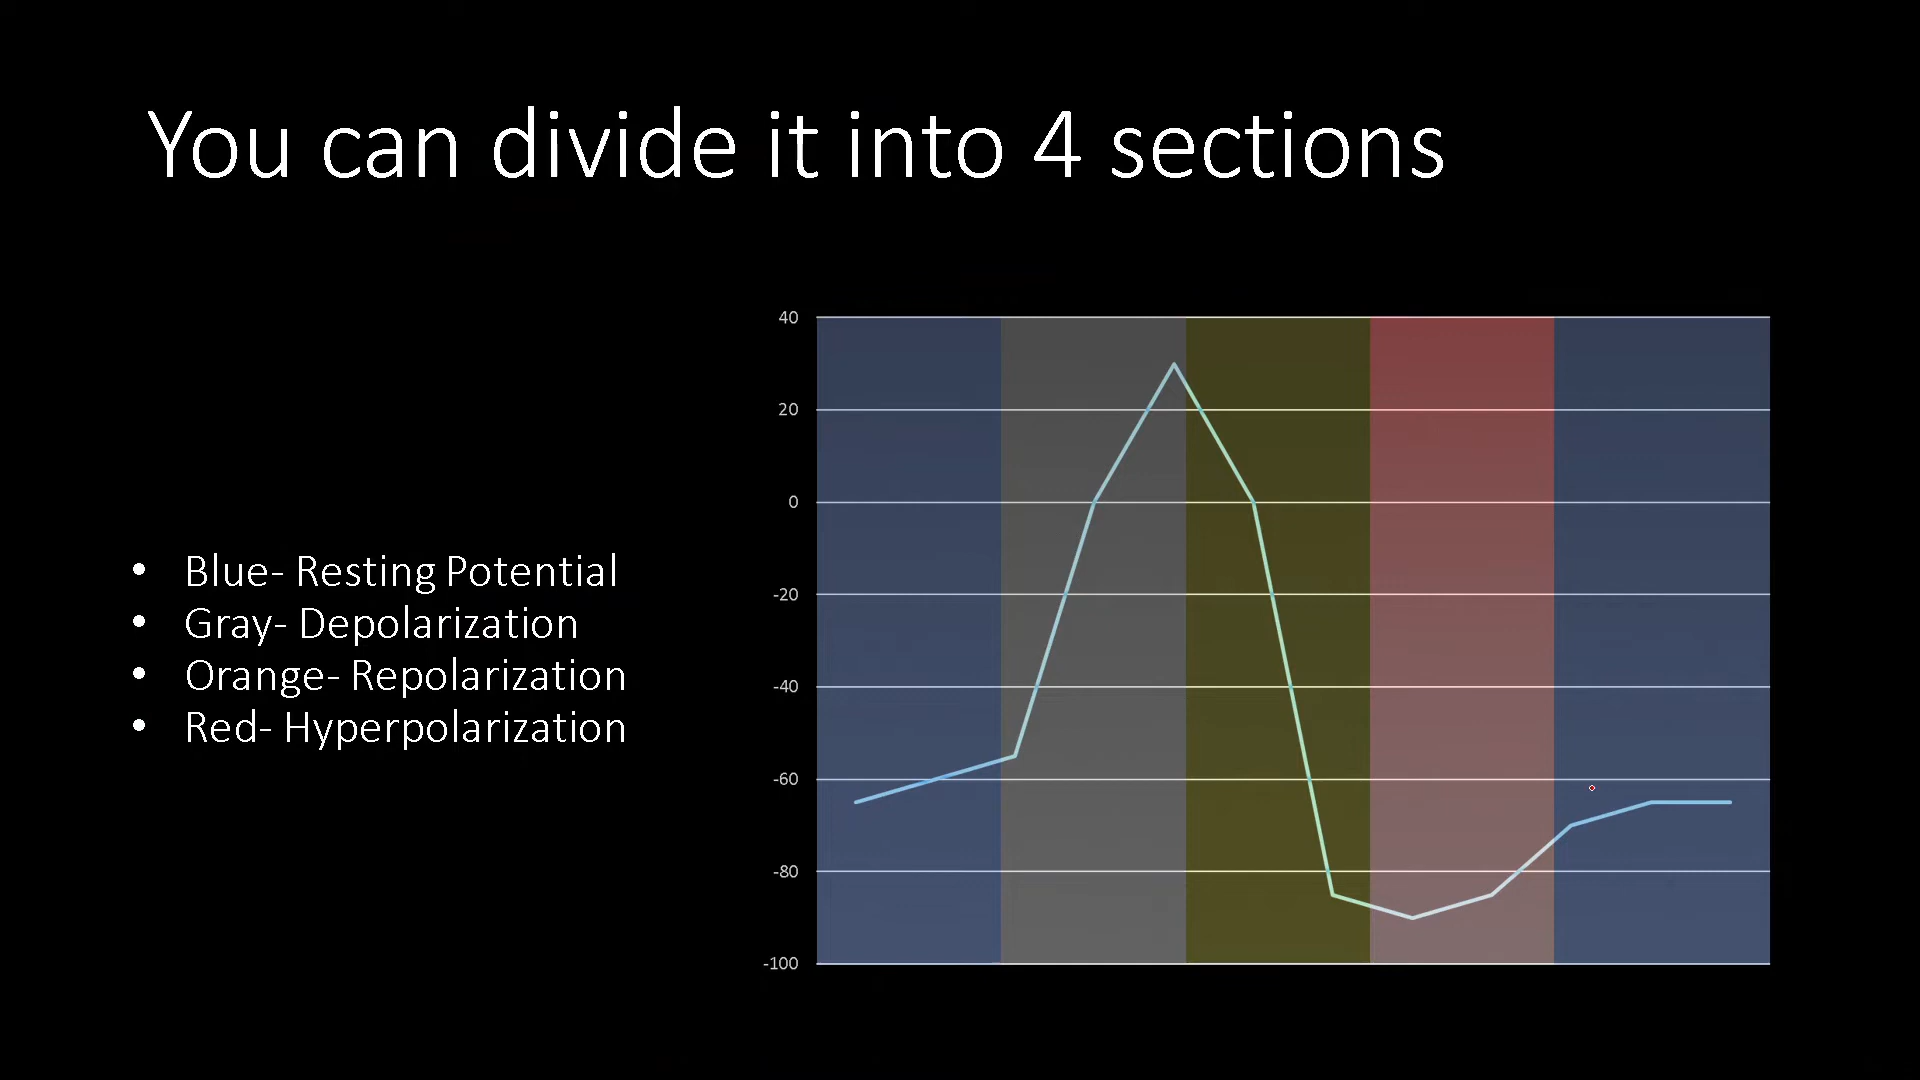 You can divide it into 4 sections
• Blue- Resting Potential
• Gray- Depolarization
• Orange- Repolarization
• Red- Hyperpolarization
40
20
0
-20
-40
-60
-80
-100